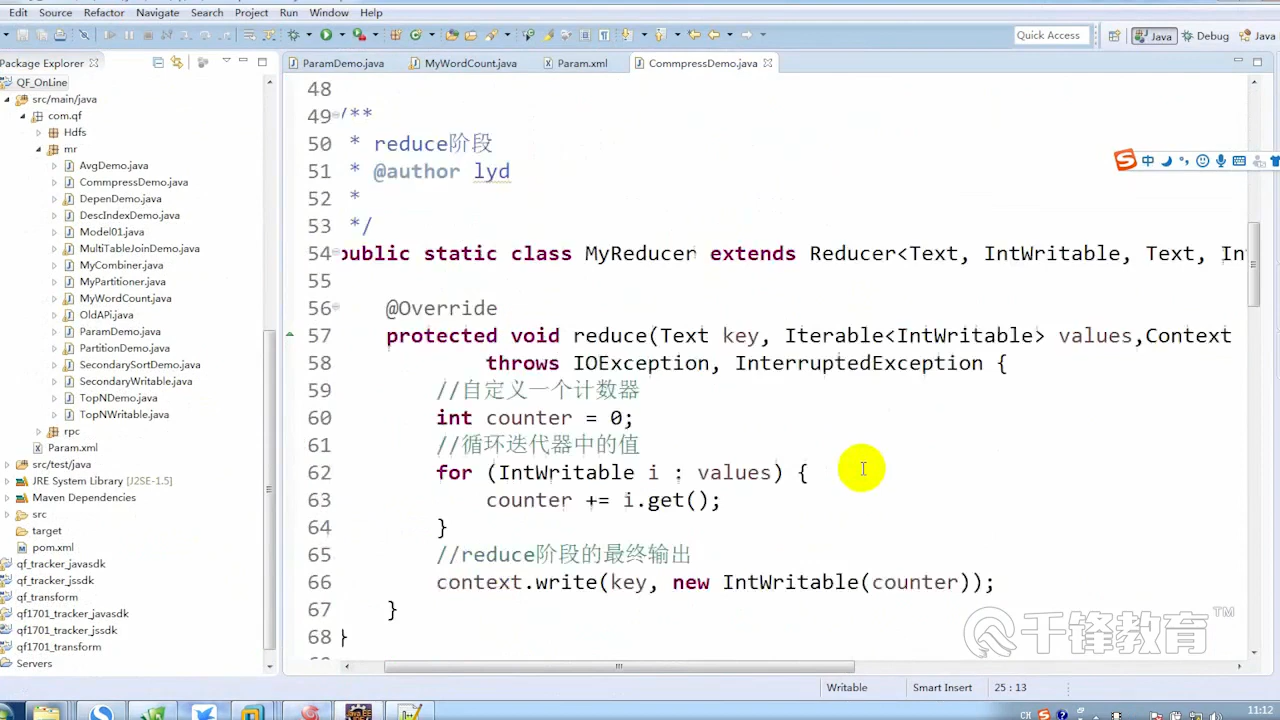 Edit Source Refactor Navigate Search Project Run Window Help
Quick Access Java Debug Java
Package Explorer
ParamDemo.java MyWordCount.java Param.xml CommpressDemo.java
QF_OnLine
src/main/java
com.qf
Hdfs
mr
AvgDemo.java
CommpressDemo.java
DepenDemo.java
DescIndexDemo.java
Model01.java
MultiTableJoinDemo.java
MyCombiner.java
MyPartitioner.java
MyWordCount.java
OldAPi.java
ParamDemo.java
PartitionDemo.java
SecondarySortDemo.java
SecondaryWritable.java
TopNDemo.java
TopNWritable.java
rpc
Param.xml
src/test/java
JRE System Library [J2SE-1.5]
Maven Dependencies
src
target
pom.xml
qf_tracker_javasdk
qf_tracker_jssdk
qf_transform
qf1701_tracker_javasdk
qf1701_tracker_jssdk
qf1701_transform
Servers
48
49 /**
50 * reduce阶段
51 * @author lyd
52 *
53 */
54 public static class MyReducer extends Reducer<Text, IntWritable, Text, In
55
56 @Override
57 protected void reduce(Text key, Iterable<IntWritable> values,Context
58 throws IOException, InterruptedException {
59 //自定义一个计数器
60 int counter = 0;
61 //循环迭代器中的值
62 for (IntWritable i : values) {
63 counter += i.get();
64 }
65 //reduce阶段的最终输出
66 context.write(key, new IntWritable(counter));
67 }
68 }
中
千锋教育™
Writable Smart Insert 25 : 13
CH 11:12